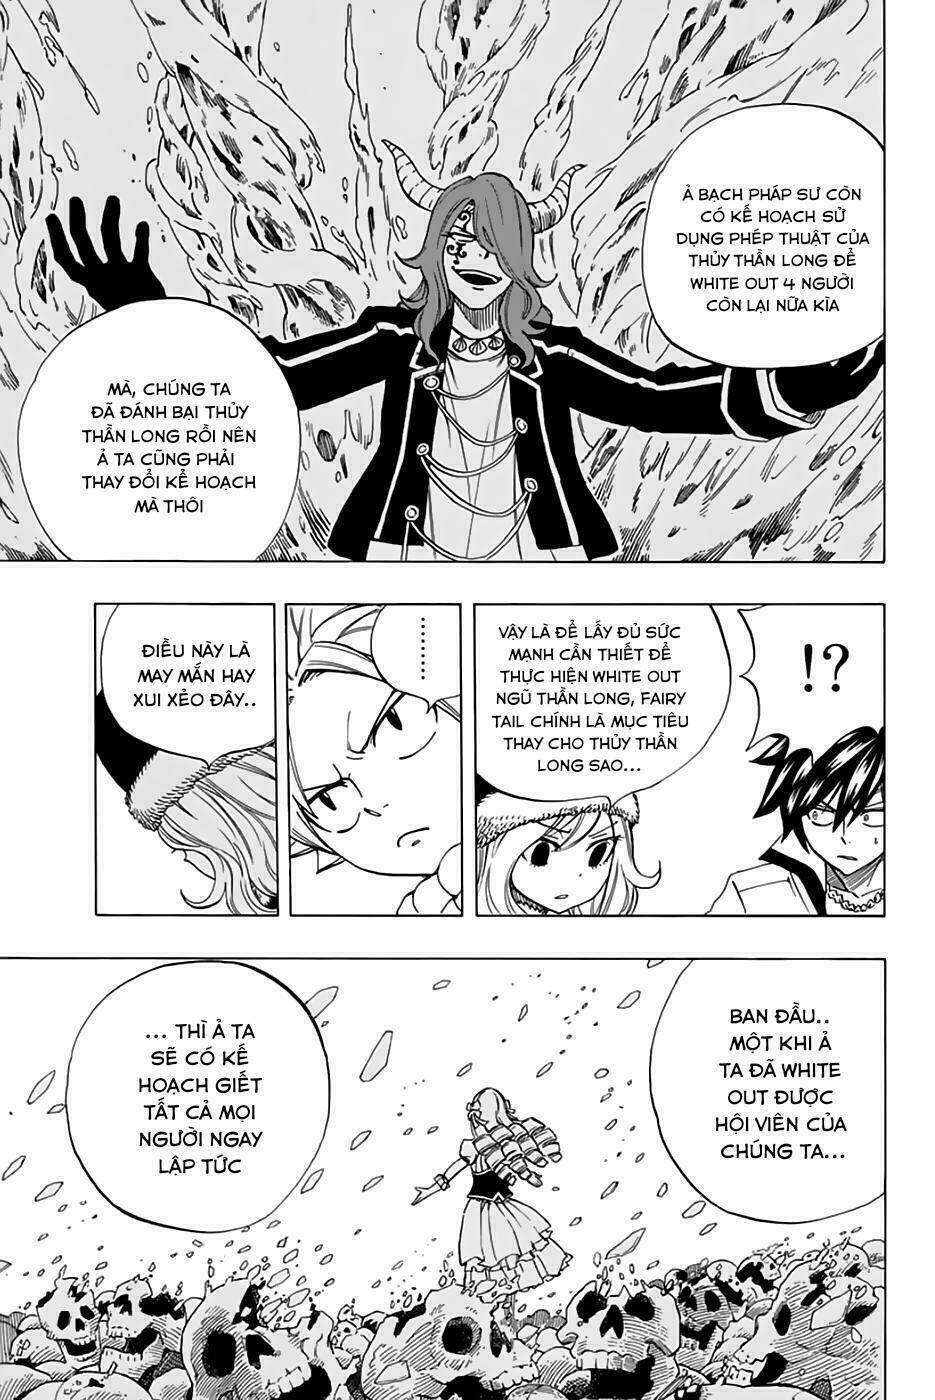 Ả BẠCH PHÁP SƯ CÒN
CÓ KẾ HOẠCH SỬ
DỤNG PHÉP THUẬT CỦA
THỦY THẦN LONG ĐỂ
WHITE OUT 4 NGƯỜI
CÒN LẠI NỮA KÌA
MÀ, CHÚNG TA
ĐÃ ĐÁNH BẠI THỦY
THẦN LONG RỒI NÊN
Ả TA CŨNG PHẢI
THAY ĐỔI KẾ HOẠCH
MÀ THÔI
!?
VẬY LÀ ĐỂ LẤY ĐỦ SỨC
MẠNH CẦN THIẾT ĐỂ
THỰC HIỆN WHITE OUT
NGŨ THẦN LONG, FAIRY
TAIL CHÍNH LÀ MỤC TIÊU
THAY CHO THỦY THẦN
LONG SAO...
........
ĐIỀU NÀY LÀ
MAY MẮN HAY
XUI XẺO ĐÂY..
BAN ĐẦU..
MỘT KHI Ả
TA ĐÃ WHITE
OUT ĐƯỢC
HỘI VIÊN CỦA
CHÚNG TA...
... THÌ Ả TA
SẼ CÓ KẾ
HOẠCH GIẾT
TẤT CẢ MỌI
NGƯỜI NGAY
LẬP TỨC